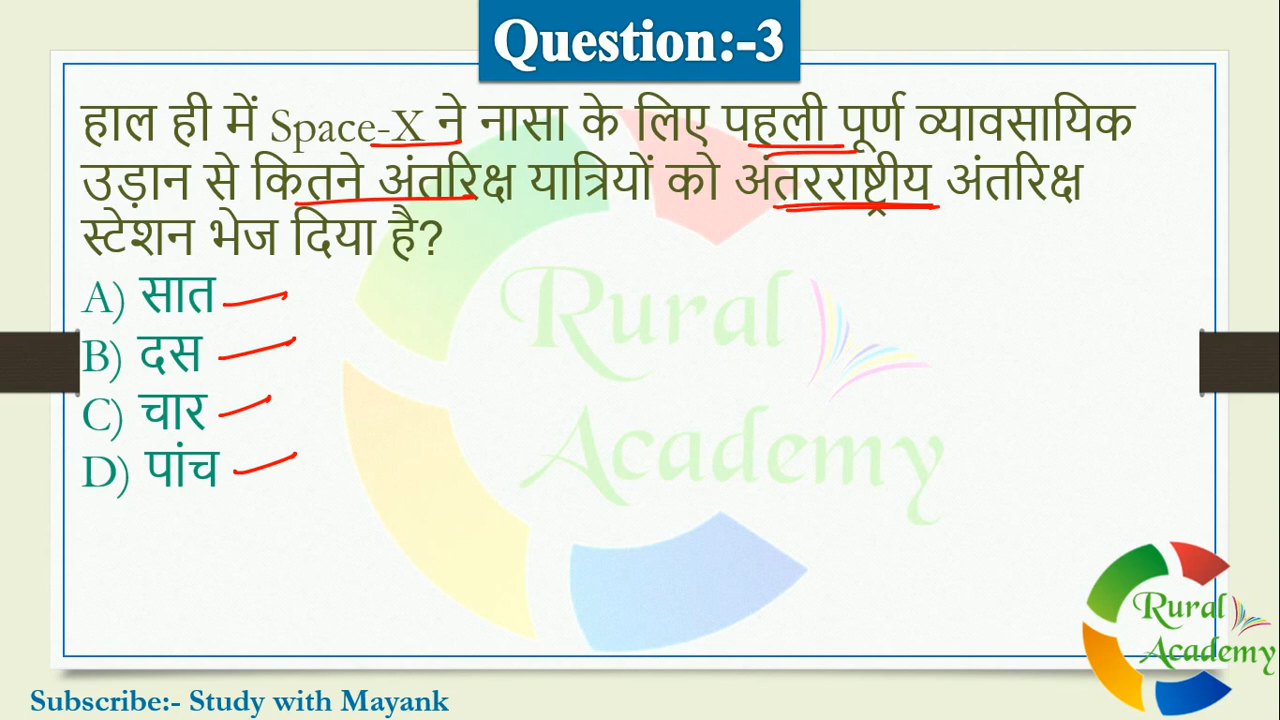 Question:-3
हाल ही में Space-X ने नासा के लिए पहली पूर्ण व्यावसायिक
उड़ान से कितने अंतरिक्ष यात्रियों को अंतरराष्ट्रीय अंतरिक्ष
स्टेशन भेज दिया है?
A) सात
B) दस
C) चार
D) पांच
Rural
Academy
Rural
Academy
Subscribe:- Study with Mayank